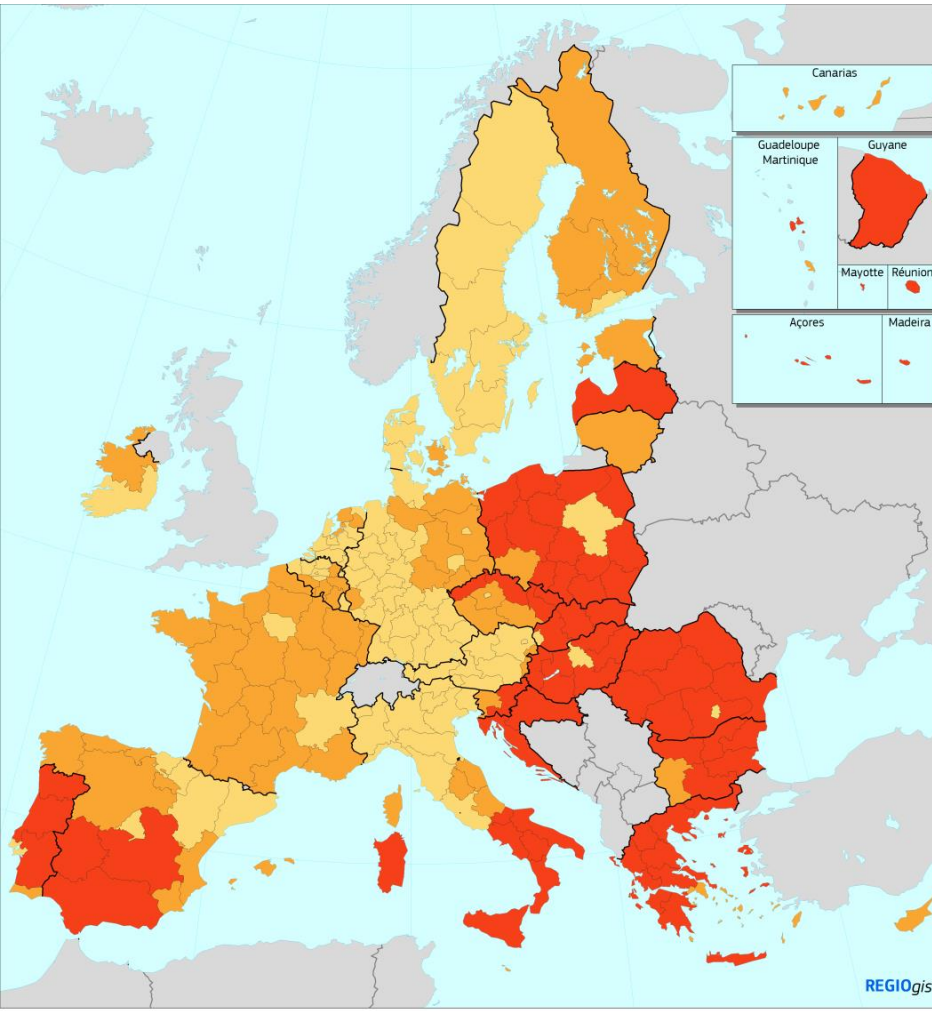 Canarias
Guadeloupe
Martinique
Guyane
Mayotte
Réunion
Açores
Madeira
REGIOgis